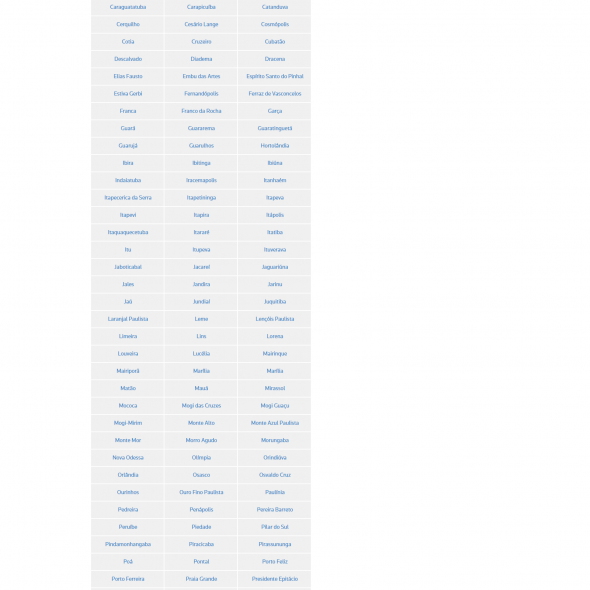 Caraguatatuba Carapicuíba Catanduva
Cerquilho Cesário Lange Cosmópolis
Cotia Cruzeiro Cubatão
Descalvado Diadema Dracena
Elias Fausto Embu das Artes Espírito Santo do Pinhal
Estiva Gerbi Fernandópolis Ferraz de Vasconcelos
Franca Franco da Rocha Garça
Guará Guararema Guaratinguetá
Guarujá Guarulhos Hortolândia
Ibira Ibitinga Ibiúna
Indaiatuba Iracemápolis Itanhaém
Itapecerica da Serra Itapetininga Itapeva
Itapevi Itapira Itápolis
Itaquaquecetuba Itararé Itatiba
Itu Itupeva Ituverava
Jaboticabal Jacareí Jaguariúna
Jales Jandira Jarinu
Jaú Jundiaí Juquitiba
Laranjal Paulista Leme Lençóis Paulista
Limeira Lins Lorena
Louveira Lucélia Mairinque
Mairiporã Marília Marília
Matão Mauá Mirassol
Mococa Mogi das Cruzes Mogi Guaçu
Mogi-Mirim Monte Alto Monte Azul Paulista
Monte Mor Morro Agudo Morungaba
Nova Odessa Olímpia Orindiúva
Orlândia Osasco Osvaldo Cruz
Ourinhos Ouro Fino Paulista Paulínia
Pedreira Penápolis Pereira Barreto
Peruíbe Piedade Pilar do Sul
Pindamonhangaba Piracicaba Pirassununga
Poá Pontal Porto Feliz
Porto Ferreira Praia Grande Presidente Epitácio